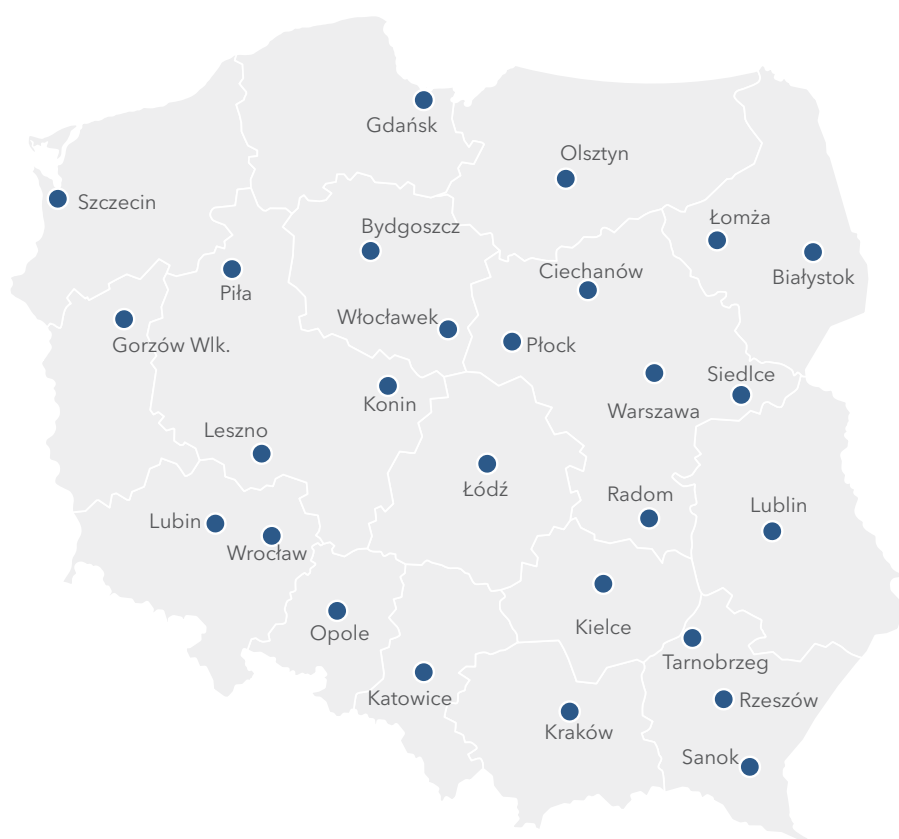 Gdańsk
Olsztyn
Szczecin
Łomża
Bydgoszcz
Ciechanów
Białystok
Piła
Włocławek
Gorzów Wlk.
Płock
Siedlce
Konin
Warszawa
Leszno
Łódź
Radom
Lublin
Lubin
Wrocław
Kielce
Opole
Tarnobrzeg
Katowice
Rzeszów
Kraków
Sanok